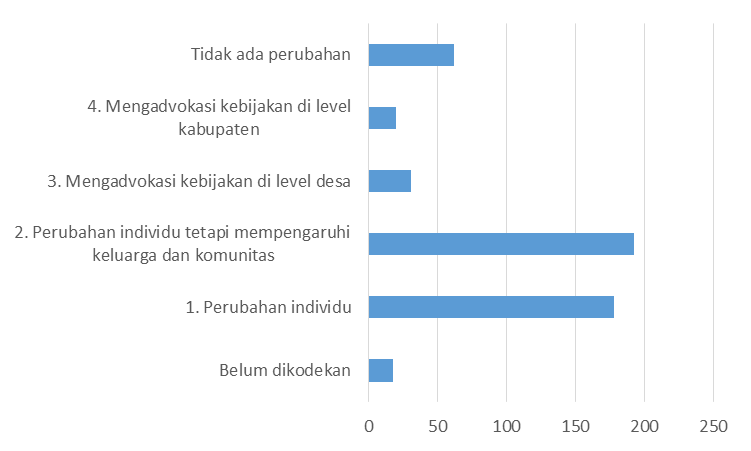 Tidak ada perubahan
4. Mengadvokasi kebijakan di level
kabupaten
3. Mengadvokasi kebijakan di level desa
2. Perubahan individu tetapi mempengaruhi
keluarga dan komunitas
1. Perubahan individu
Belum dikodekan
0 50 100 150 200 250